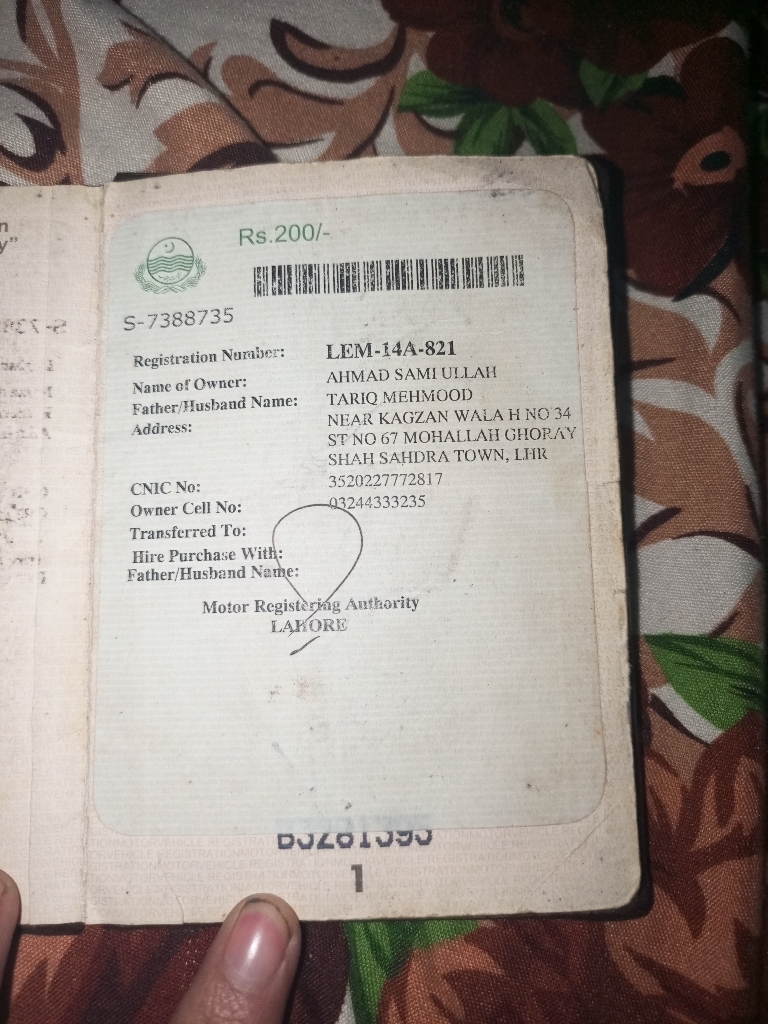 n
y”
Rs.200/-
S-7388735
Registration Number: LEM-14A-821
Name of Owner: AHMAD SAMI ULLAH
Father/Husband Name: TARIQ MEHMOOD
Address: NEAR KAGZAN WALA H NO 34
ST NO 67 MOHALLAH GHORAY
SHAH SAHDRA TOWN, LHR
CNIC No: 3520227772817
Owner Cell No: 03244333235
Transferred To:
Hire Purchase With:
Father/Husband Name:
Motor Registering Authority
LAHORE
B3281395
1